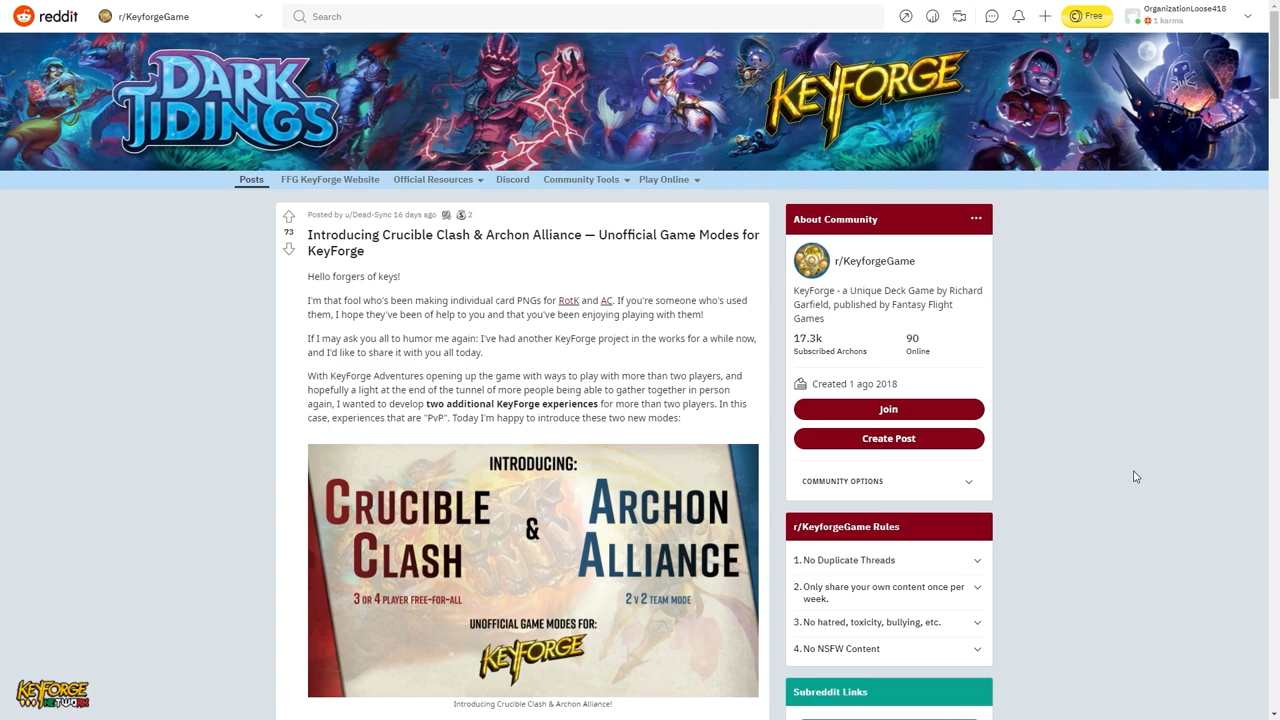 reddit
r/KeyforgeGame
Search
Free
OrganizationLoose418
1 karma
DARK TIDINGS
KEYFORGE
Posts
FFG KeyForge Website
Official Resources
Discord
Community Tools
Play Online
73
Posted by u/Dead-Sync 16 days ago
2
Introducing Crucible Clash & Archon Alliance — Unofficial Game Modes for
KeyForge
Hello forgers of keys!
I'm that fool who's been making individual card PNGs for RotK and AC. If you're someone who's used
them, I hope they've been of help to you and that you've been enjoying playing with them!
If I may ask you all to humor me again: I've had another KeyForge project in the works for a while now,
and I'd like to share it with you all today.
With KeyForge Adventures opening up the game with ways to play with more than two players, and
hopefully a light at the end of the tunnel of more people being able to gather together in person
again, I wanted to develop two additional KeyForge experiences for more than two players. In this
case, experiences that are "PvP". Today I'm happy to introduce these two new modes:
INTRODUCING:
CRUCIBLE CLASH
&
ARCHON ALLIANCE
3 OR 4 PLAYER FREE-FOR-ALL
2 V 2 TEAM MODE
UNOFFICIAL GAME MODES FOR:
KEYFORGE
Introducing Crucible Clash & Archon Alliance!
About Community
r/KeyforgeGame
KeyForge - a Unique Deck Game by Richard
Garfield, published by Fantasy Flight
Games
17.3k
90
Subscribed Archons
Online
Created 1 ago 2018
Join
Create Post
COMMUNITY OPTIONS
r/KeyforgeGame Rules
1. No Duplicate Threads
2. Only share your own content once per
week.
3. No hatred, toxicity, bullying, etc.
4. No NSFW Content
Subreddit Links
KEYFORGE
NETWORK